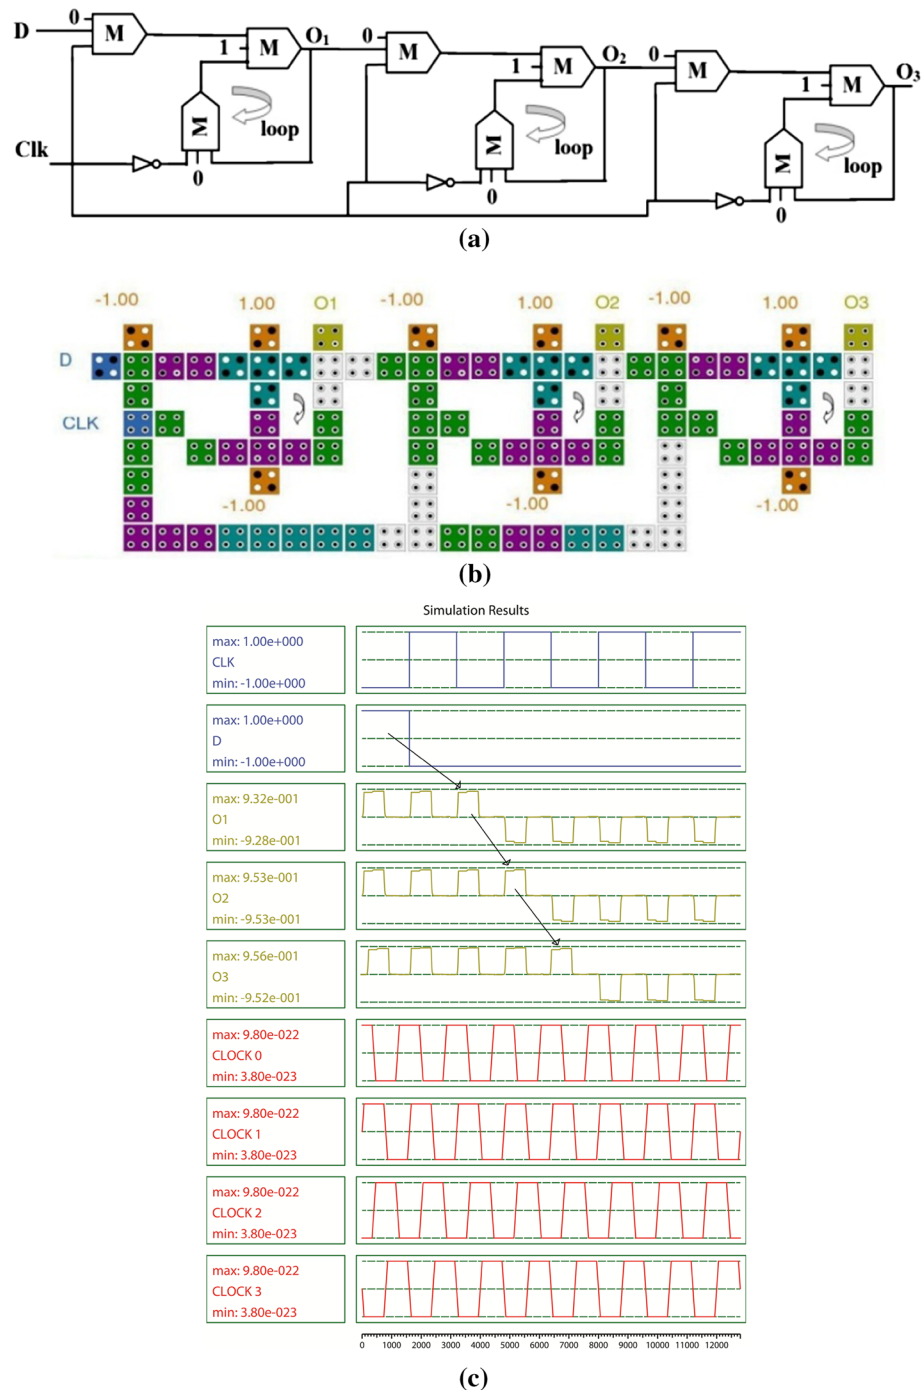 D
0
M
1
M
O1
0
M
1
M
O2
0
M
1
M
O3
M
loop
M
loop
M
loop
Clk
0
0
0
(a)
-1.00
1.00
O1
-1.00
1.00
O2
-1.00
1.00
O3
D
CLK
-1.00
-1.00
-1.00
(b)
Simulation Results
max: 1.00e+000
CLK
min: -1.00e+000
max: 1.00e+000
D
min: -1.00e+000
max: 9.32e-001
O1
min: -9.28e-001
max: 9.53e-001
O2
min: -9.53e-001
max: 9.56e-001
O3
min: -9.52e-001
max: 9.80e-022
CLOCK 0
min: 3.80e-023
max: 9.80e-022
CLOCK 1
min: 3.80e-023
max: 9.80e-022
CLOCK 2
min: 3.80e-023
max: 9.80e-022
CLOCK 3
min: 3.80e-023
0 1000 2000 3000 4000 5000 6000 7000 8000 9000 10000 11000 12000
(c)